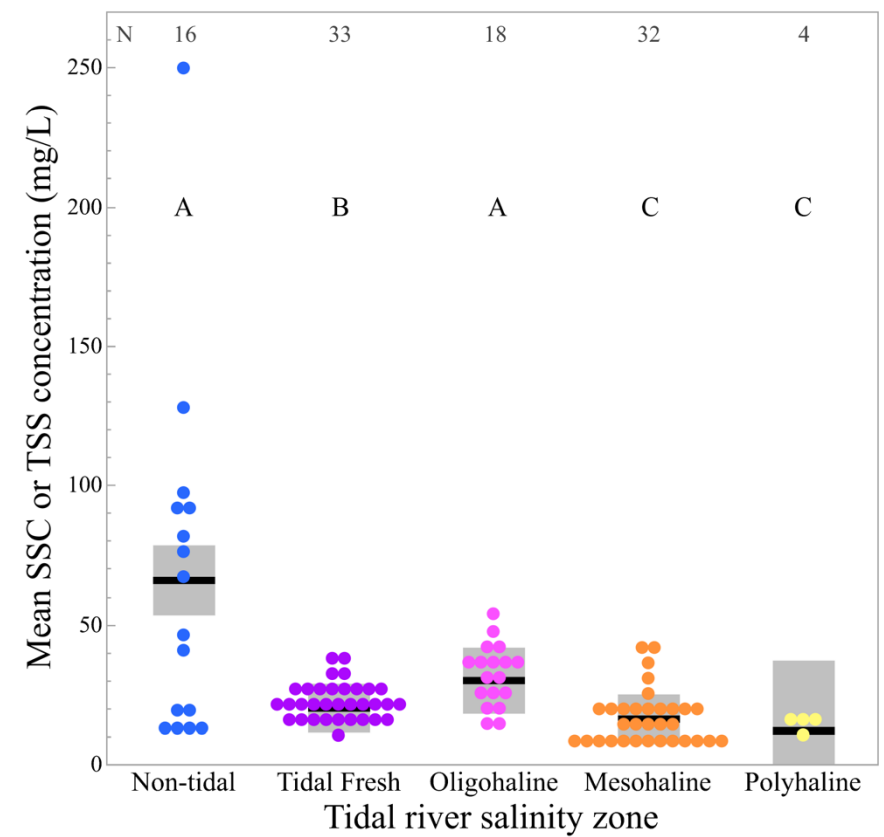 N 16 33 18 32 4
250
A B A C C
200
150
100
50
0
Mean SSC or TSS concentration (mg/L)
Non-tidal Tidal Fresh Oligohaline Mesohaline Polyhaline
Tidal river salinity zone